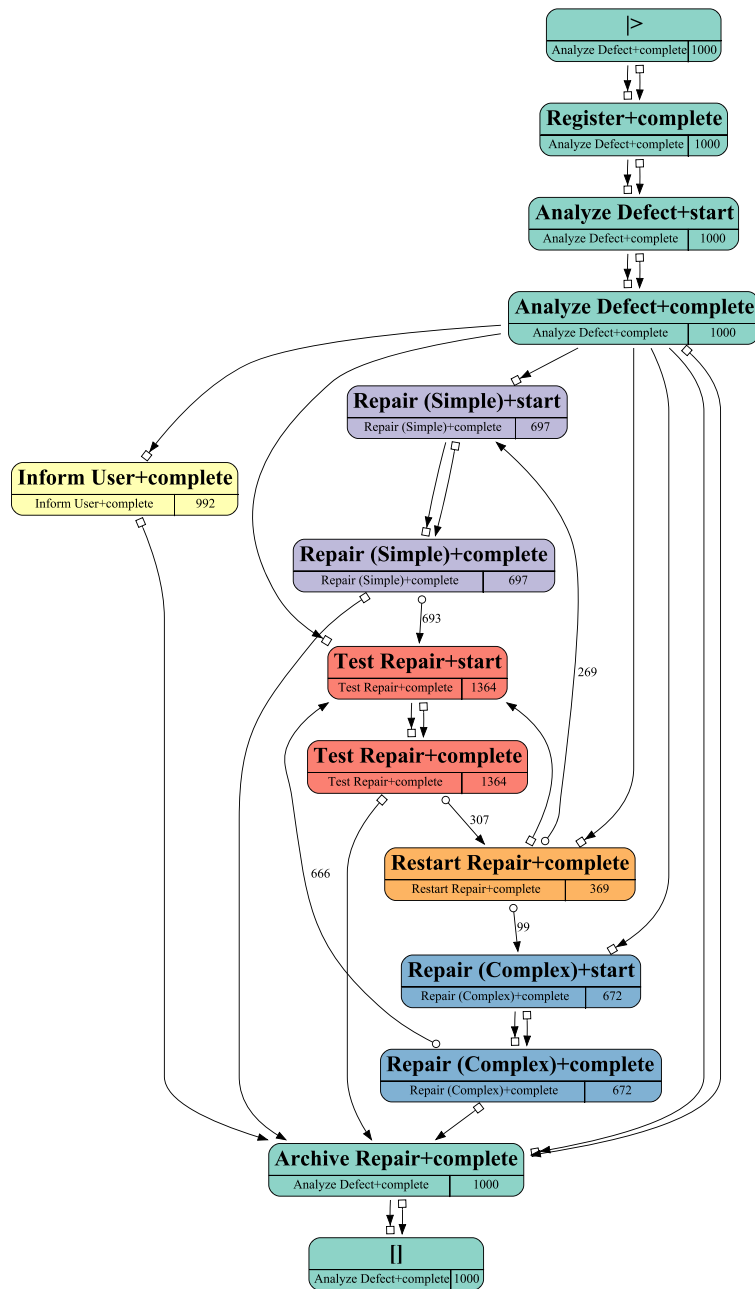 |>
Analyze Defect+complete 1000
Register+complete
Analyze Defect+complete 1000
Analyze Defect+start
Analyze Defect+complete 1000
Analyze Defect+complete
Analyze Defect+complete 1000
Repair (Simple)+start
Repair (Simple)+complete 697
Inform User+complete
Inform User+complete 992
Repair (Simple)+complete
Repair (Simple)+complete 697
693
Test Repair+start
Test Repair+complete 1364
269
Test Repair+complete
Test Repair+complete 1364
307
Restart Repair+complete
Restart Repair+complete 369
666
99
Repair (Complex)+start
Repair (Complex)+complete 672
Repair (Complex)+complete
Repair (Complex)+complete 672
Archive Repair+complete
Analyze Defect+complete 1000
[]
Analyze Defect+complete 1000